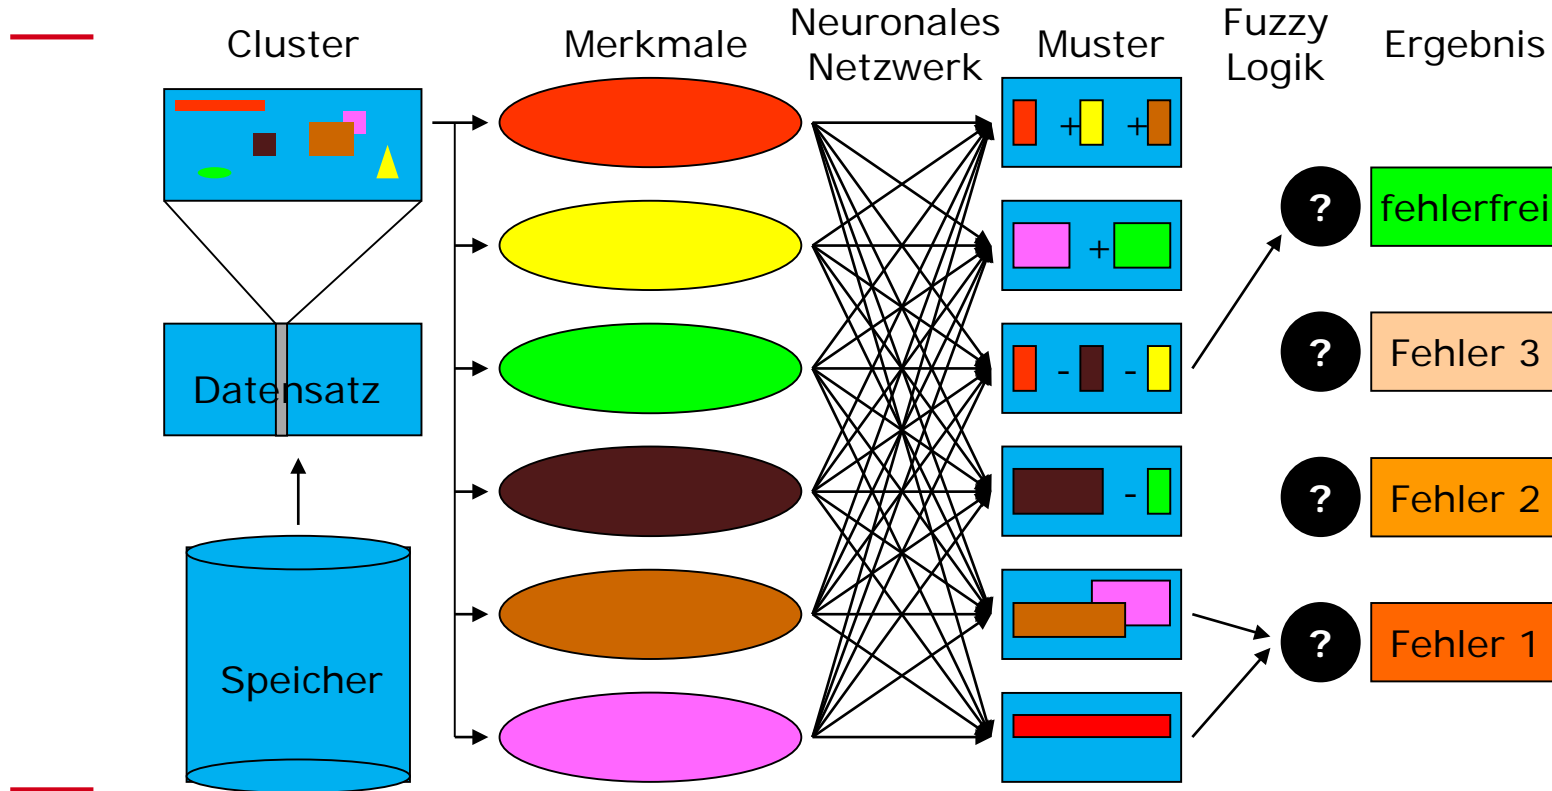 Cluster
Merkmale
Neuronales
Netzwerk
Muster
Fuzzy
Logik
Ergebnis
+ +
? fehlerfrei
+
Datensatz
- -
? Fehler 3
-
? Fehler 2
Speicher
? Fehler 1